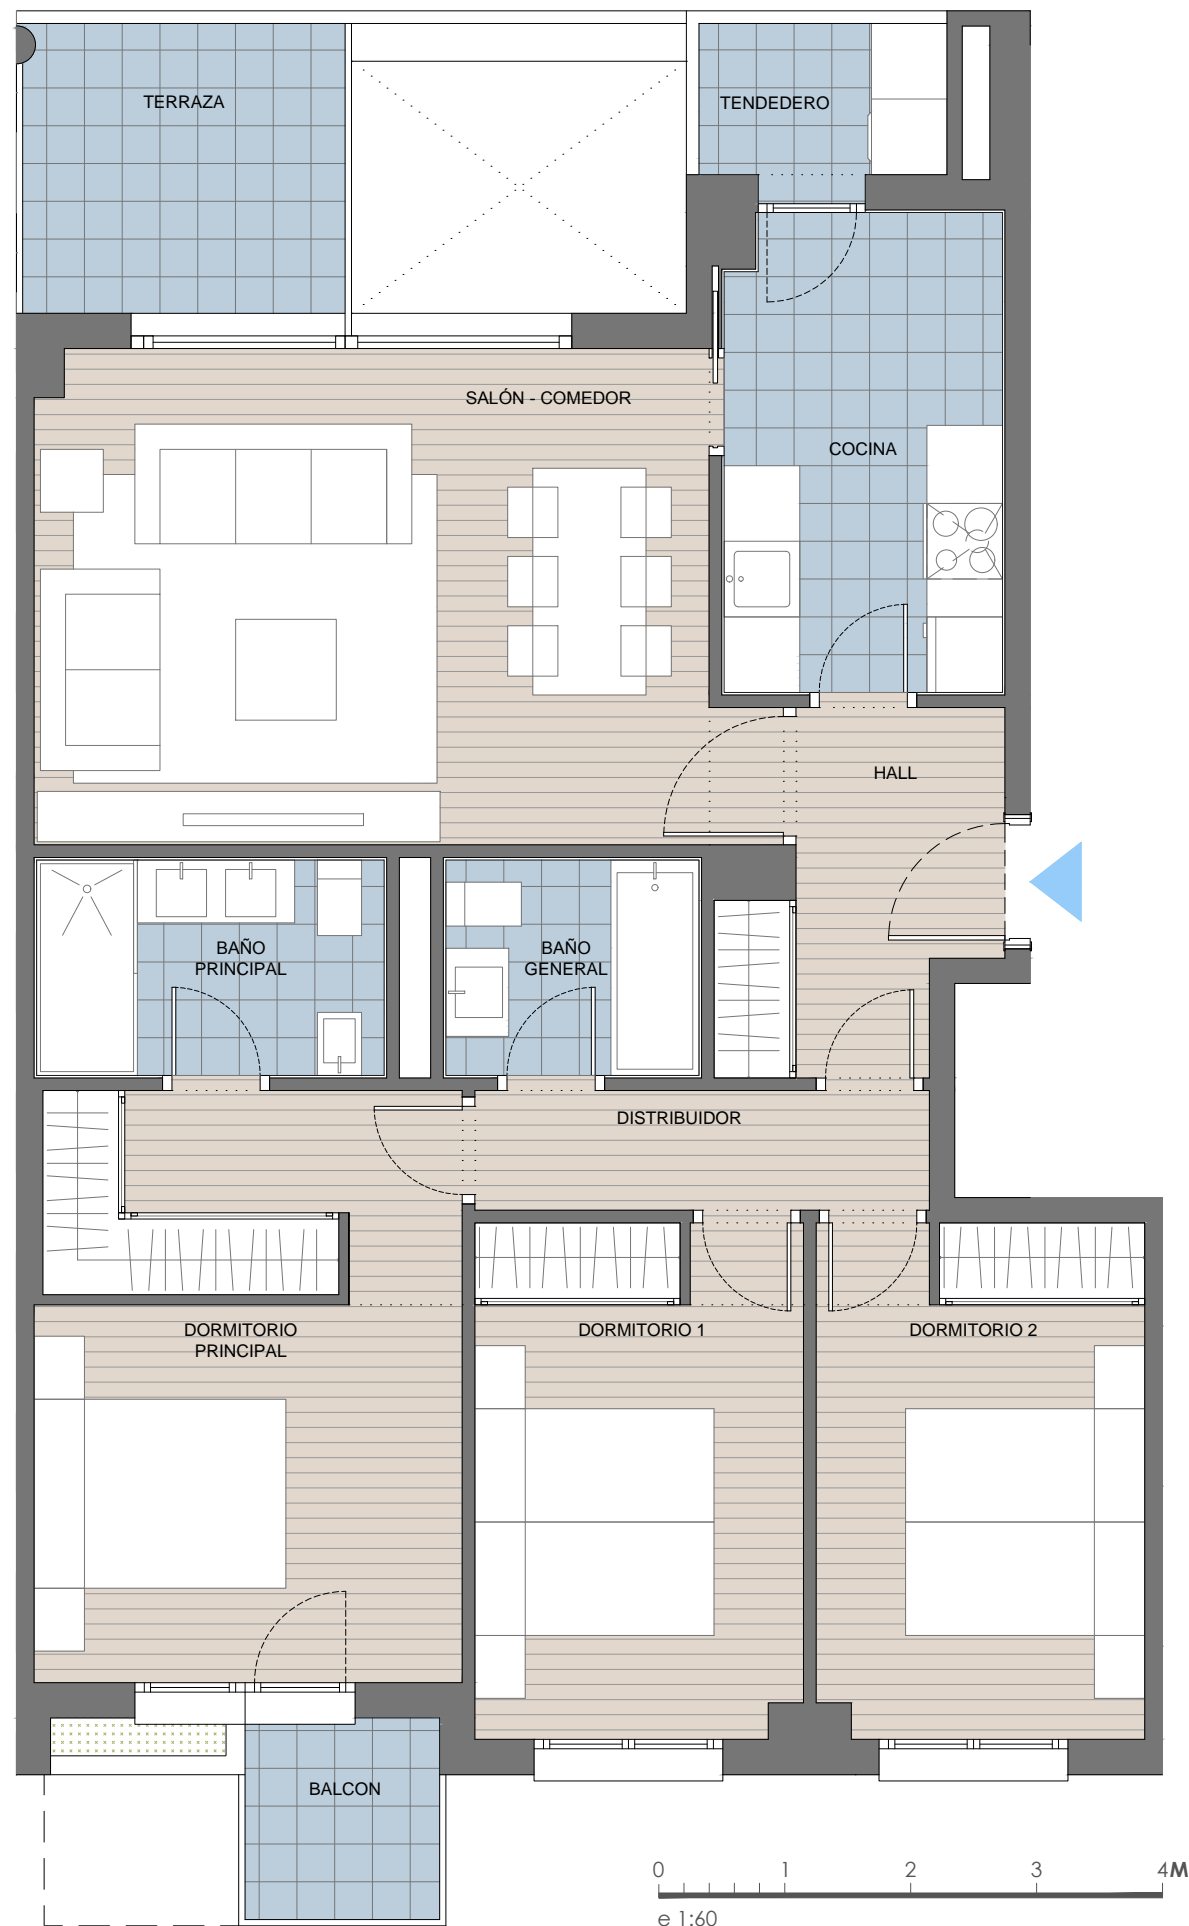 TERRAZA
TENDEDERO
SALÓN - COMEDOR
COCINA
HALL
BAÑO
PRINCIPAL
BAÑO
GENERAL
DISTRIBUIDOR
DORMITORIO
PRINCIPAL
DORMITORIO 1
DORMITORIO 2
BALCON
0 1 2 3 4M
e 1:60